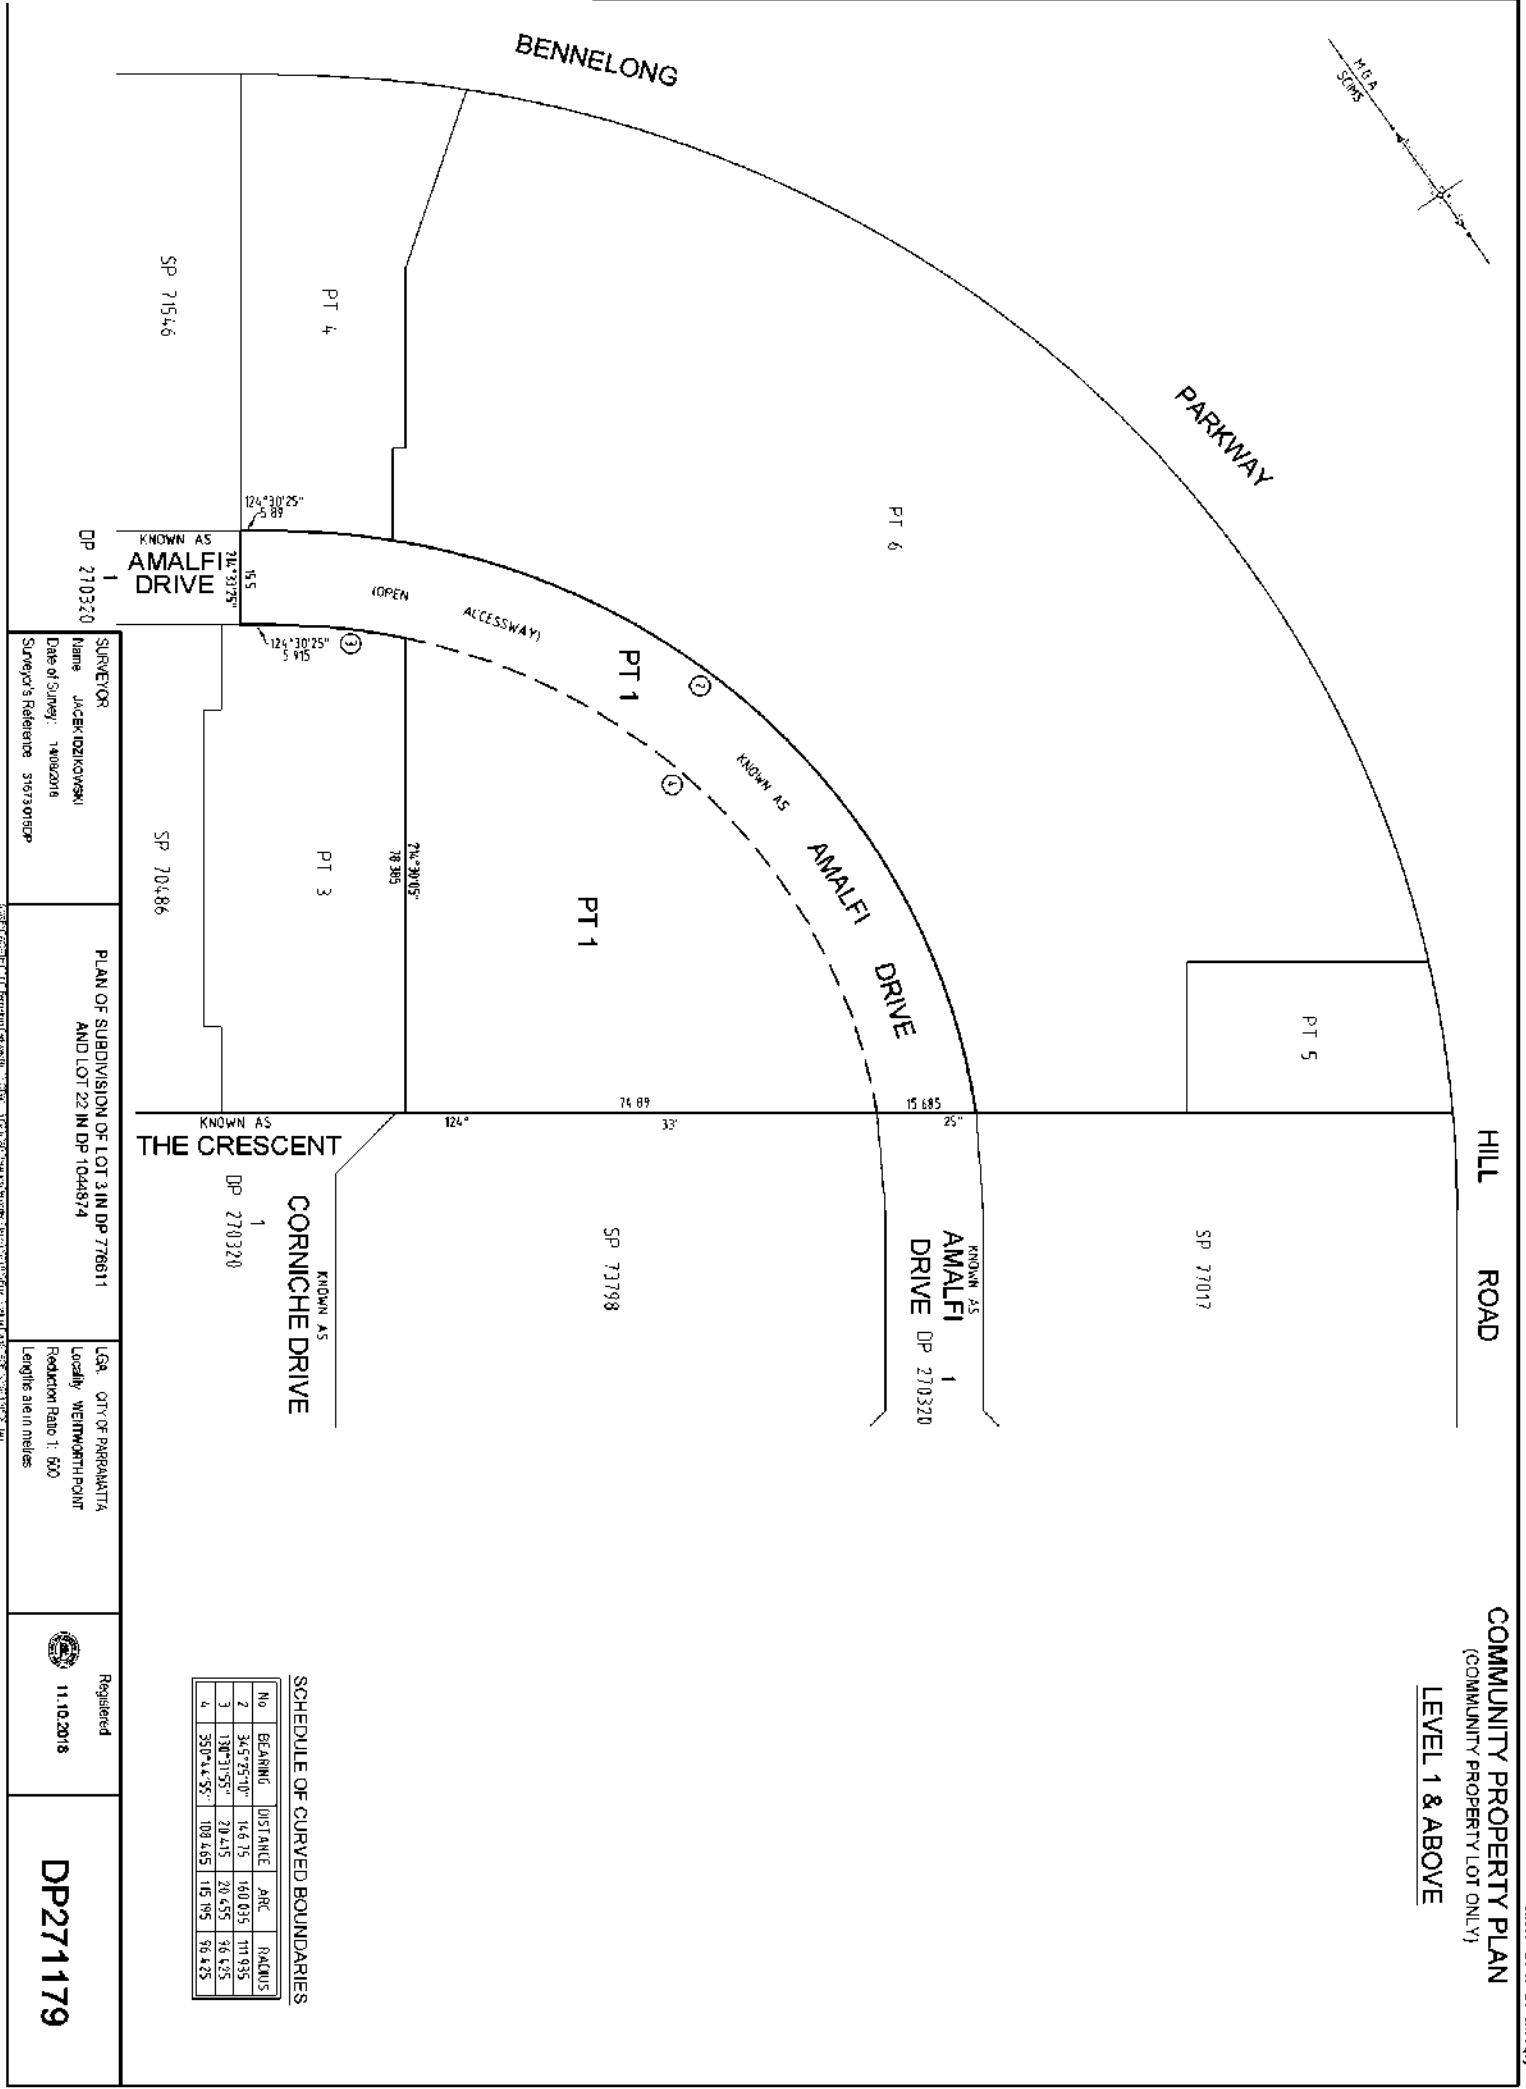 COMMUNITY PROPERTY PLAN
(COMMUNITY PROPERTY LOT ONLY)
LEVEL 1 & ABOVE
M G A
SCIMS
BENNELONG
PARKWAY
HILL ROAD
SP 71546
PT 4
PT 6
PT 5
124°30'25"
5 89
KNOWN AS
AMALFI
DRIVE
1
DP 270320
15 5
214°33'25"
(OPEN ACCESSWAY)
124°30'25"
5 915
3
PT 1
2
4
KNOWN AS
AMALFI DRIVE
SP 70486
PT 3
214°30'05"
78 385
PT 1
124° 33' 25"
74 89
15 685
KNOWN AS
THE CRESCENT
1
DP 270320
KNOWN AS
CORNICHE DRIVE
SP 73798
KNOWN AS
AMALFI
DRIVE
1
DP 270320
SP 77017
SCHEDULE OF CURVED BOUNDARIES
No BEARING DISTANCE ARC RADIUS
2 345°25'10" 146 75 160 035 111 935
3 130°31'55" 20 415 20 455 96 425
4 350°44'55" 108 465 115 195 96 425
SURVEYOR
Name JACEK IDZIKOWSKI
Date of Survey: 14/08/2018
Surveyor's Reference 31673 015DP
PLAN OF SUBDIVISION OF LOT 3 IN DP 776611
AND LOT 22 IN DP 1044874
LGA: CITY OF PARRAMATTA
Locality WENTWORTH POINT
Reduction Ratio 1: 600
Lengths are in metres
Registered
11.10.2018
DP271179